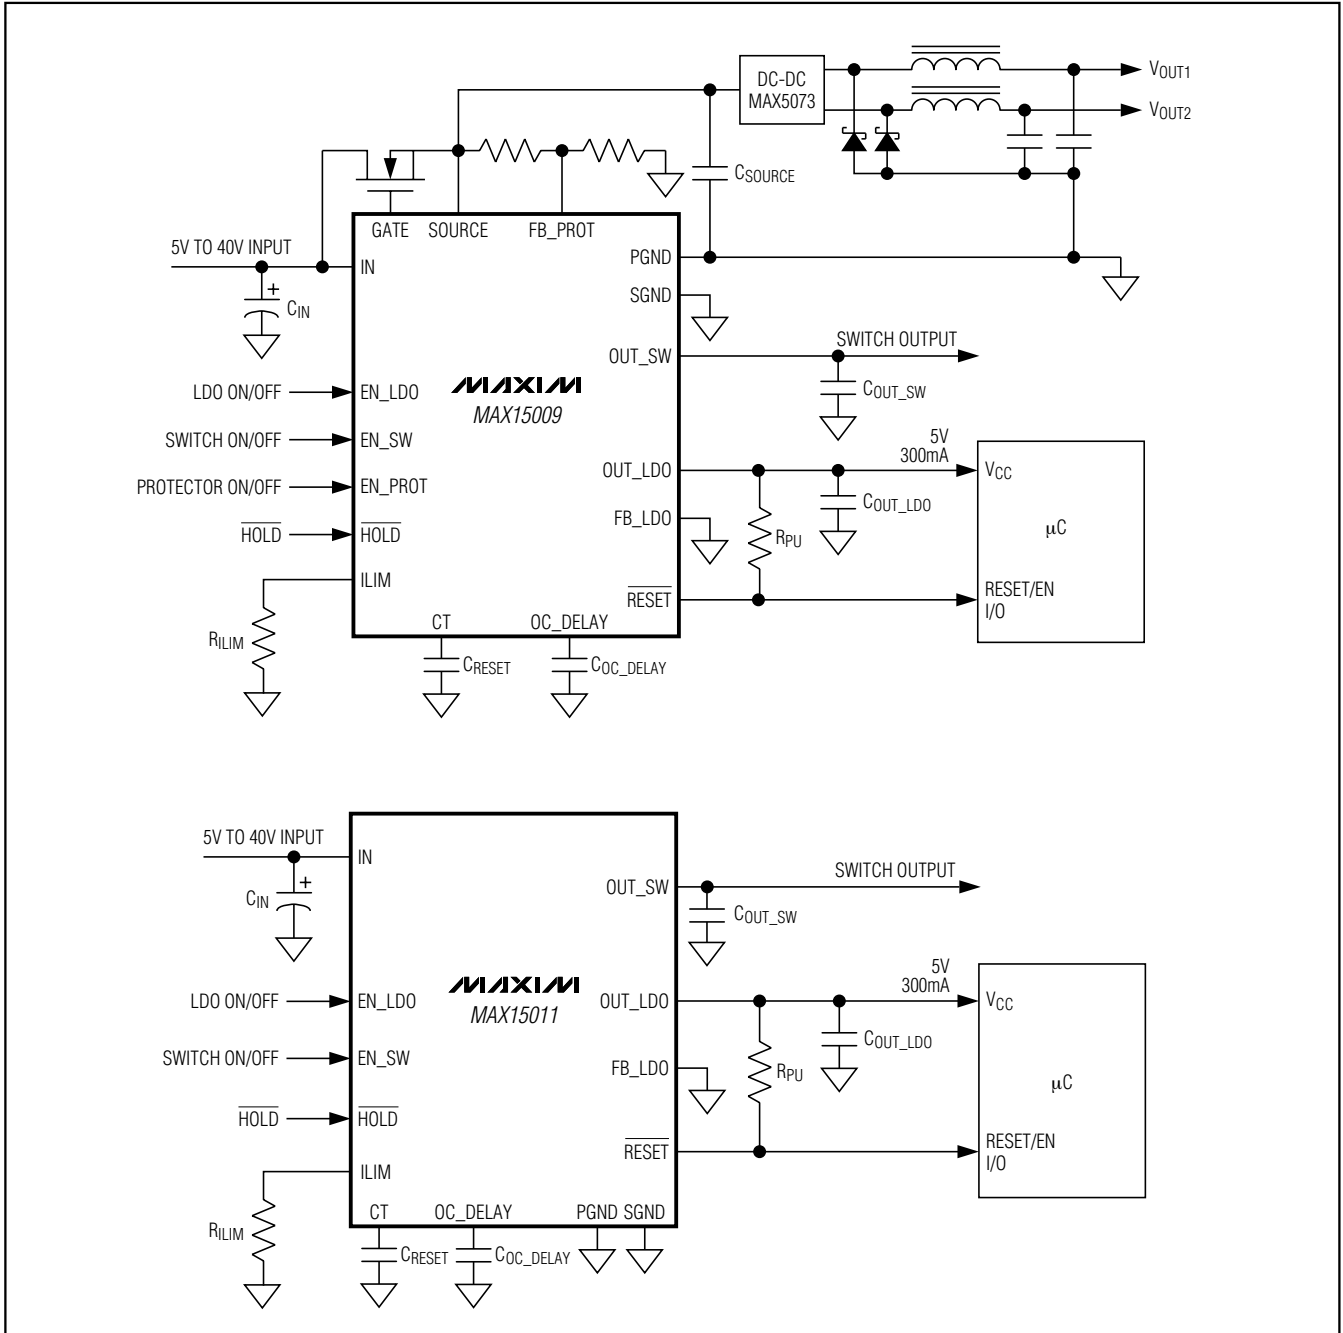 DC-DC
MAX5073
VOUT1
VOUT2
CSOURCE
GATE SOURCE FB_PROT
5V TO 40V INPUT
IN
PGND
+
CIN
SGND
SWITCH OUTPUT
OUT_SW
COUT_SW
LDO ON/OFF
EN_LDO
MAXIM
MAX15009
SWITCH ON/OFF
EN_SW
5V
300mA
OUT_LDO
VCC
PROTECTOR ON/OFF
EN_PROT
COUT_LDO
FB_LDO
RPU
µC
HOLD
HOLD
ILIM
RESET
RESET/EN
I/O
CT
OC_DELAY
RILIM
CRESET
COC_DELAY
5V TO 40V INPUT
IN
+
CIN
SWITCH OUTPUT
OUT_SW
COUT_SW
MAXIM
MAX15011
LDO ON/OFF
EN_LDO
5V
300mA
OUT_LDO
VCC
COUT_LDO
SWITCH ON/OFF
EN_SW
FB_LDO
RPU
µC
HOLD
HOLD
RESET
RESET/EN
I/O
ILIM
RILIM
CT
OC_DELAY
PGND SGND
CRESET
COC_DELAY